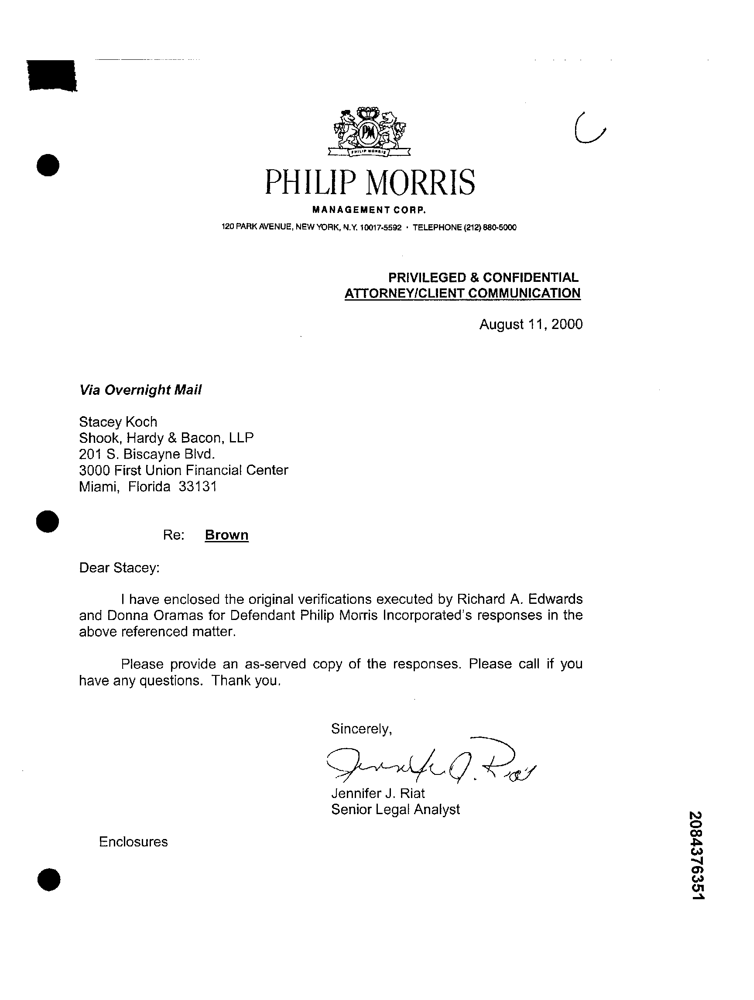 PM
PHILIP MORRIS
PHILIP MORRIS
MANAGEMENT CORP.
120 PARK AVENUE, NEW YORK, N.Y. 10017-5592 · TELEPHONE (212) 880-5000
PRIVILEGED & CONFIDENTIAL
ATTORNEY/CLIENT COMMUNICATION
August 11, 2000
Via Overnight Mail
Stacey Koch
Shook, Hardy & Bacon, LLP
201 S. Biscayne Blvd.
3000 First Union Financial Center
Miami, Florida 33131
Re: Brown
Dear Stacey:
I have enclosed the original verifications executed by Richard A. Edwards
and Donna Oramas for Defendant Philip Morris Incorporated's responses in the
above referenced matter.
Please provide an as-served copy of the responses. Please call if you
have any questions. Thank you.
Sincerely,
Jennifer J. Riat
Jennifer J. Riat
Senior Legal Analyst
Enclosures
2084376351